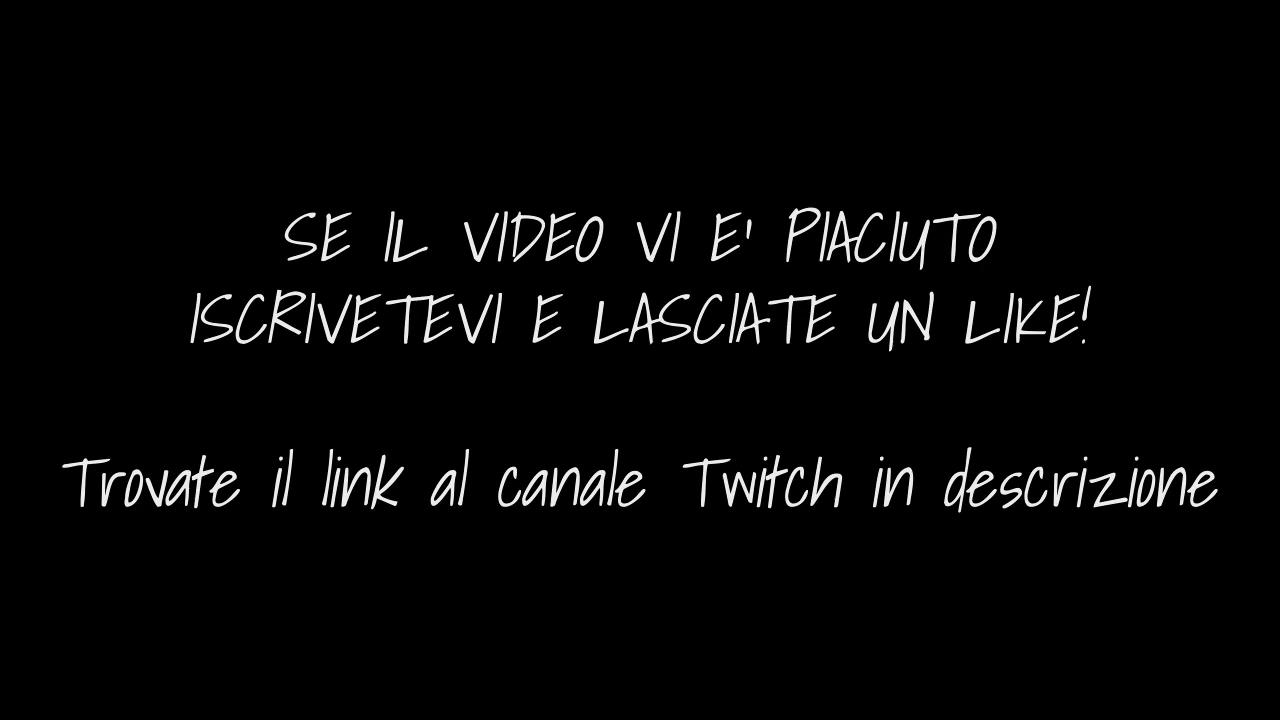 SE IL VIDEO VI E' PIACIUTO
ISCRIVETEVI E LASCIATE UN LIKE!
Trovate il link al canale Twitch in descrizione